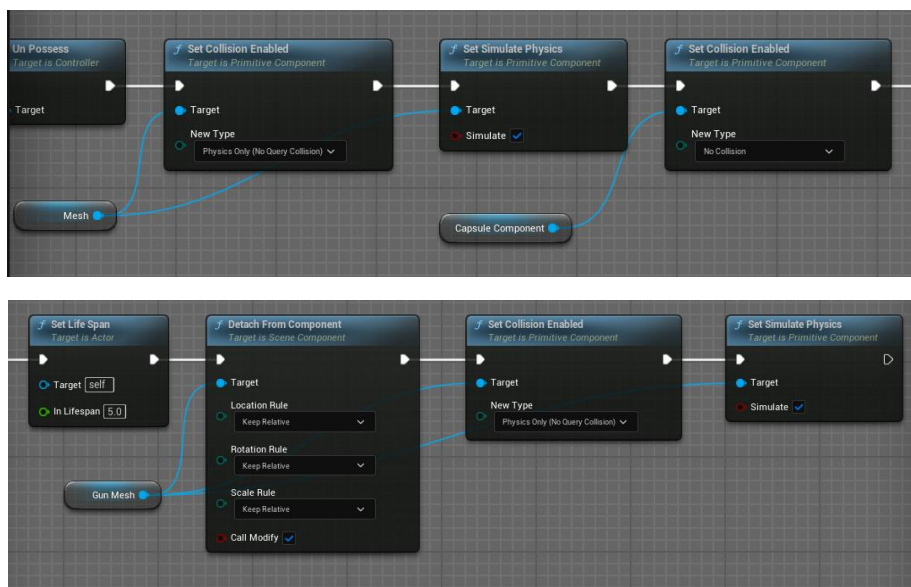 Un Possess
Target is Controller
Target
f Set Collision Enabled
Target is Primitive Component
Target
New Type
Physics Only (No Query Collision)
f Set Simulate Physics
Target is Primitive Component
Target
Simulate
f Set Collision Enabled
Target is Primitive Component
Target
New Type
No Collision
Mesh
Capsule Component
f Set Life Span
Target is Actor
Target self
In Lifespan 5.0
f Detach From Component
Target is Scene Component
Target
Location Rule
Keep Relative
Rotation Rule
Keep Relative
Scale Rule
Keep Relative
Call Modify
f Set Collision Enabled
Target is Primitive Component
Target
New Type
Physics Only (No Query Collision)
f Set Simulate Physics
Target is Primitive Component
Target
Simulate
Gun Mesh